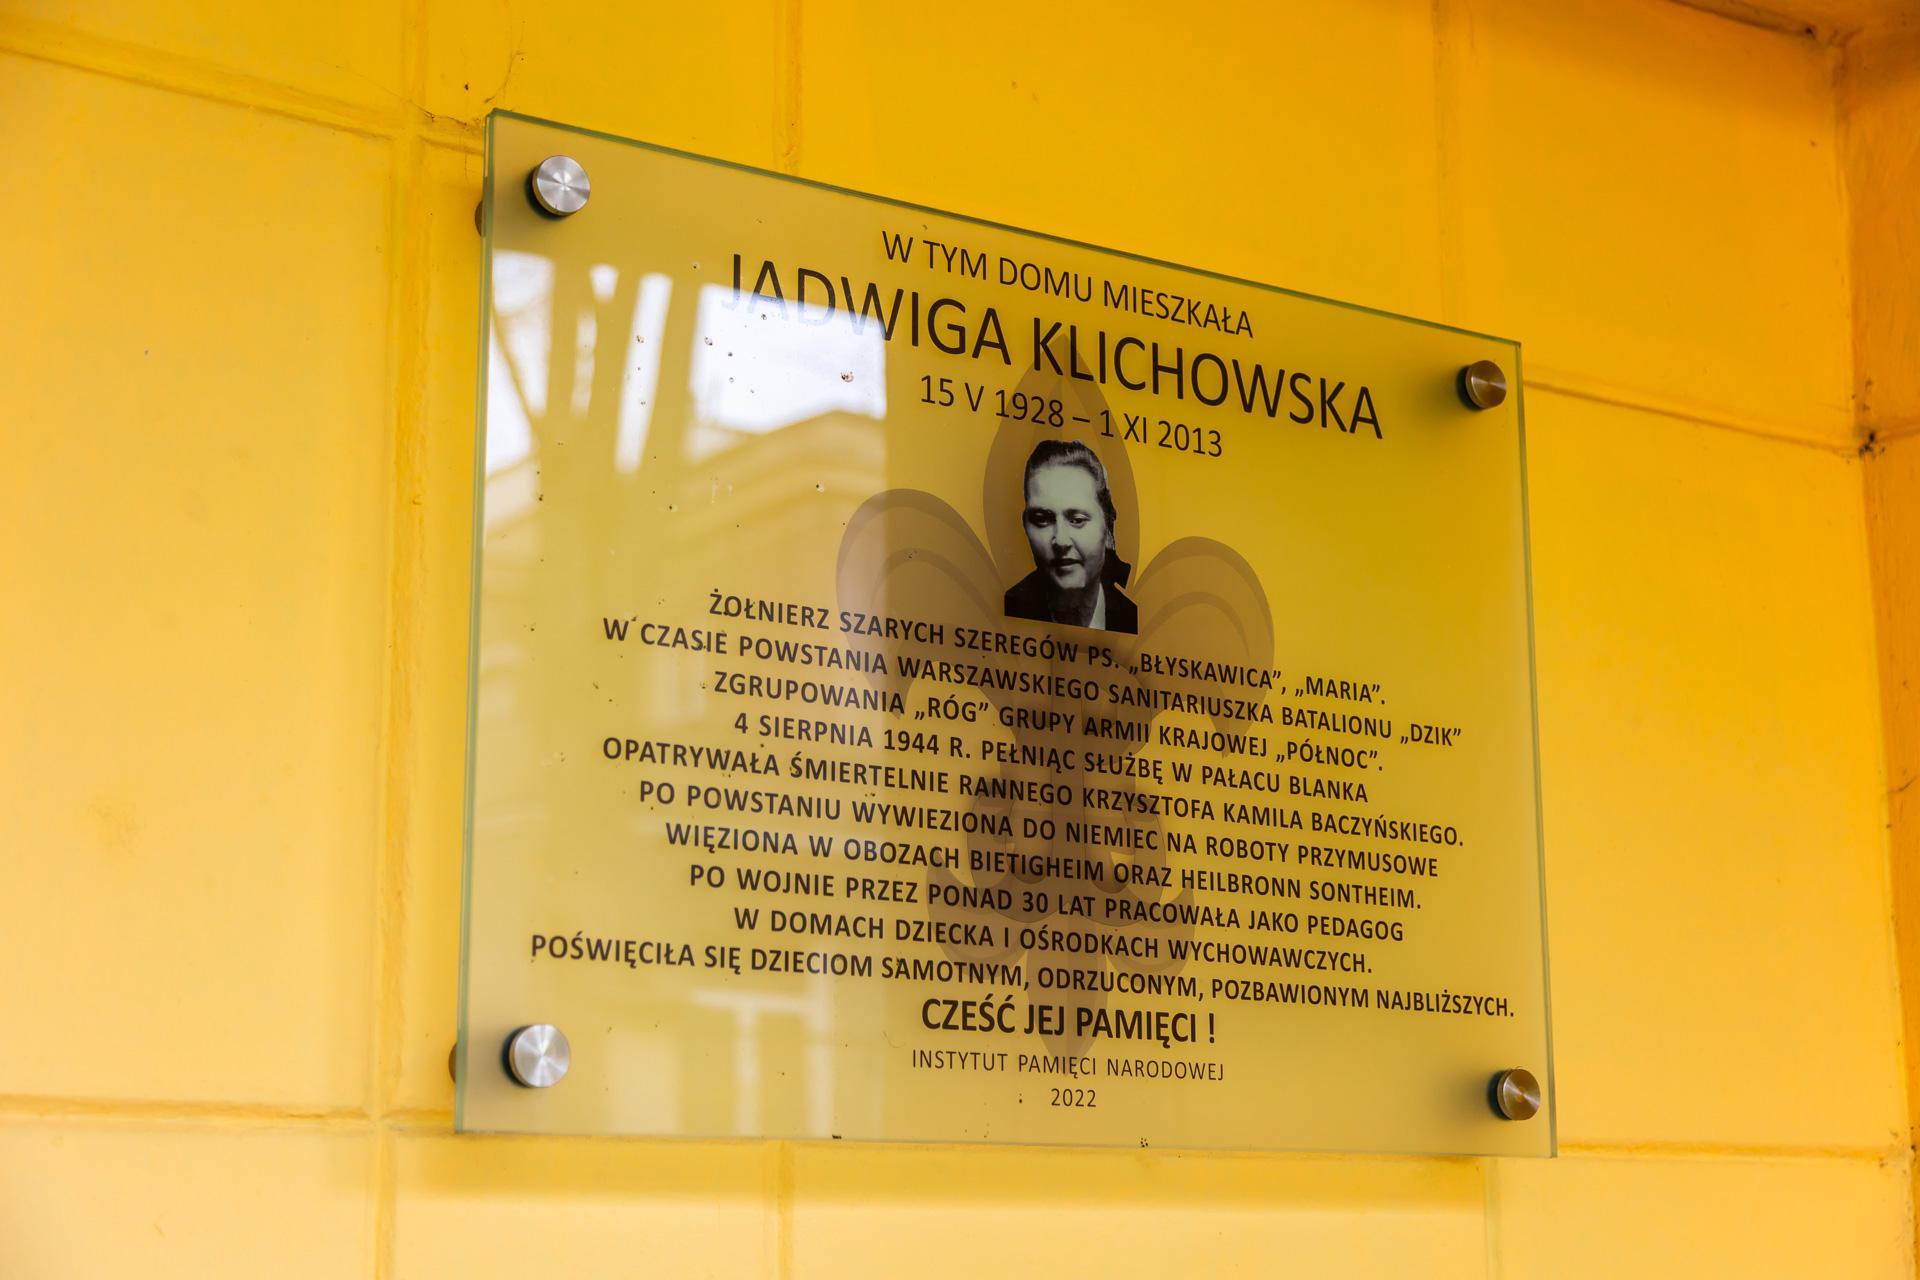 W TYM DOMU MIESZKAŁA
JADWIGA KLICHOWSKA
15 V 1928 – 1 XI 2013
ŻOŁNIERZ SZARYCH SZEREGÓW PS. „BŁYSKAWICA”, „MARIA”.
W CZASIE POWSTANIA WARSZAWSKIEGO SANITARIUSZKA BATALIONU „DZIK”
ZGRUPOWANIA „RÓG” GRUPY ARMII KRAJOWEJ „PÓŁNOC”.
4 SIERPNIA 1944 R. PEŁNIĄC SŁUŻBĘ W PAŁACU BLANKA
OPATRYWAŁA ŚMIERTELNIE RANNEGO KRZYSZTOFA KAMILA BACZYŃSKIEGO.
PO POWSTANIU WYWIEZIONA DO NIEMIEC NA ROBOTY PRZYMUSOWE
WIĘZIONA W OBOZACH BIETIGHEIM ORAZ HEILBRONN SONTHEIM.
PO WOJNIE PRZEZ PONAD 30 LAT PRACOWAŁA JAKO PEDAGOG
W DOMACH DZIECKA I OŚRODKACH WYCHOWAWCZYCH.
POŚWIĘCIŁA SIĘ DZIECIOM SAMOTNYM, ODRZUCONYM, POZBAWIONYM NAJBLIŻSZYCH.
CZEŚĆ JEJ PAMIĘCI !
INSTYTUT PAMIĘCI NARODOWEJ
2022